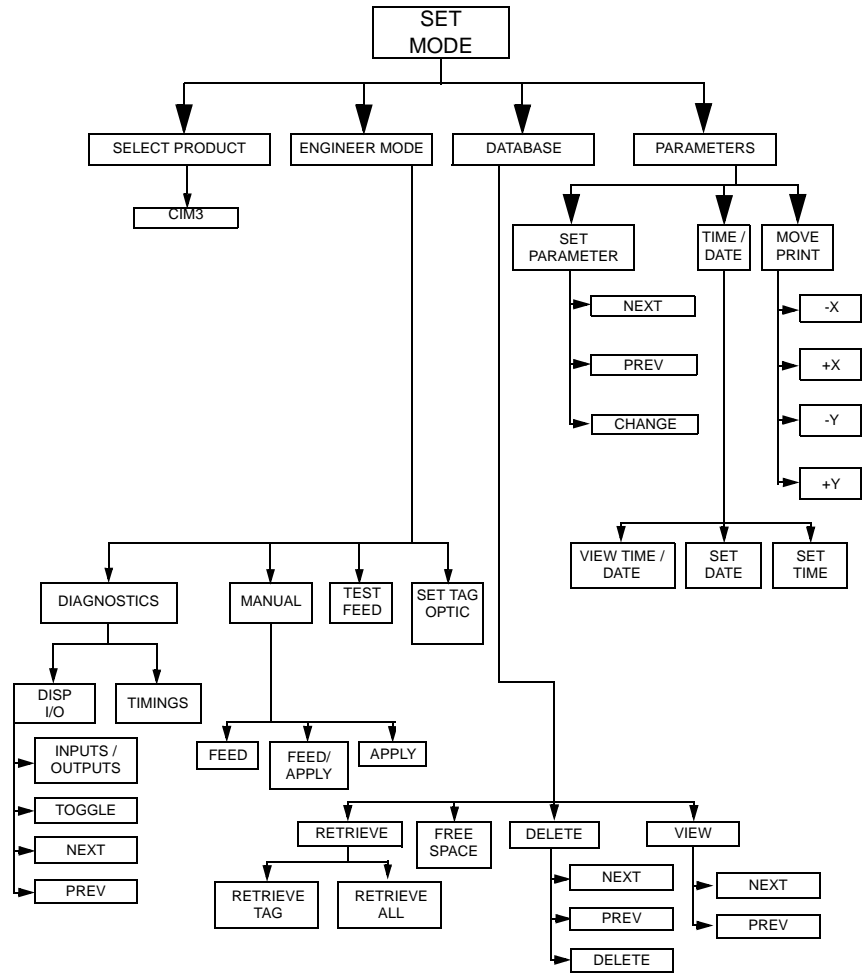 SET
MODE
SELECT PRODUCT
ENGINEER MODE
DATABASE
PARAMETERS
CIM3
SET
PARAMETER
TIME /
DATE
MOVE
PRINT
NEXT
PREV
CHANGE
-X
+X
-Y
+Y
VIEW TIME /
DATE
SET
DATE
SET
TIME
DIAGNOSTICS
MANUAL
TEST
FEED
SET TAG
OPTIC
DISP
I/O
TIMINGS
INPUTS /
OUTPUTS
TOGGLE
NEXT
PREV
FEED
FEED/
APPLY
APPLY
RETRIEVE
FREE
SPACE
DELETE
VIEW
RETRIEVE
TAG
RETRIEVE
ALL
NEXT
PREV
DELETE
NEXT
PREV